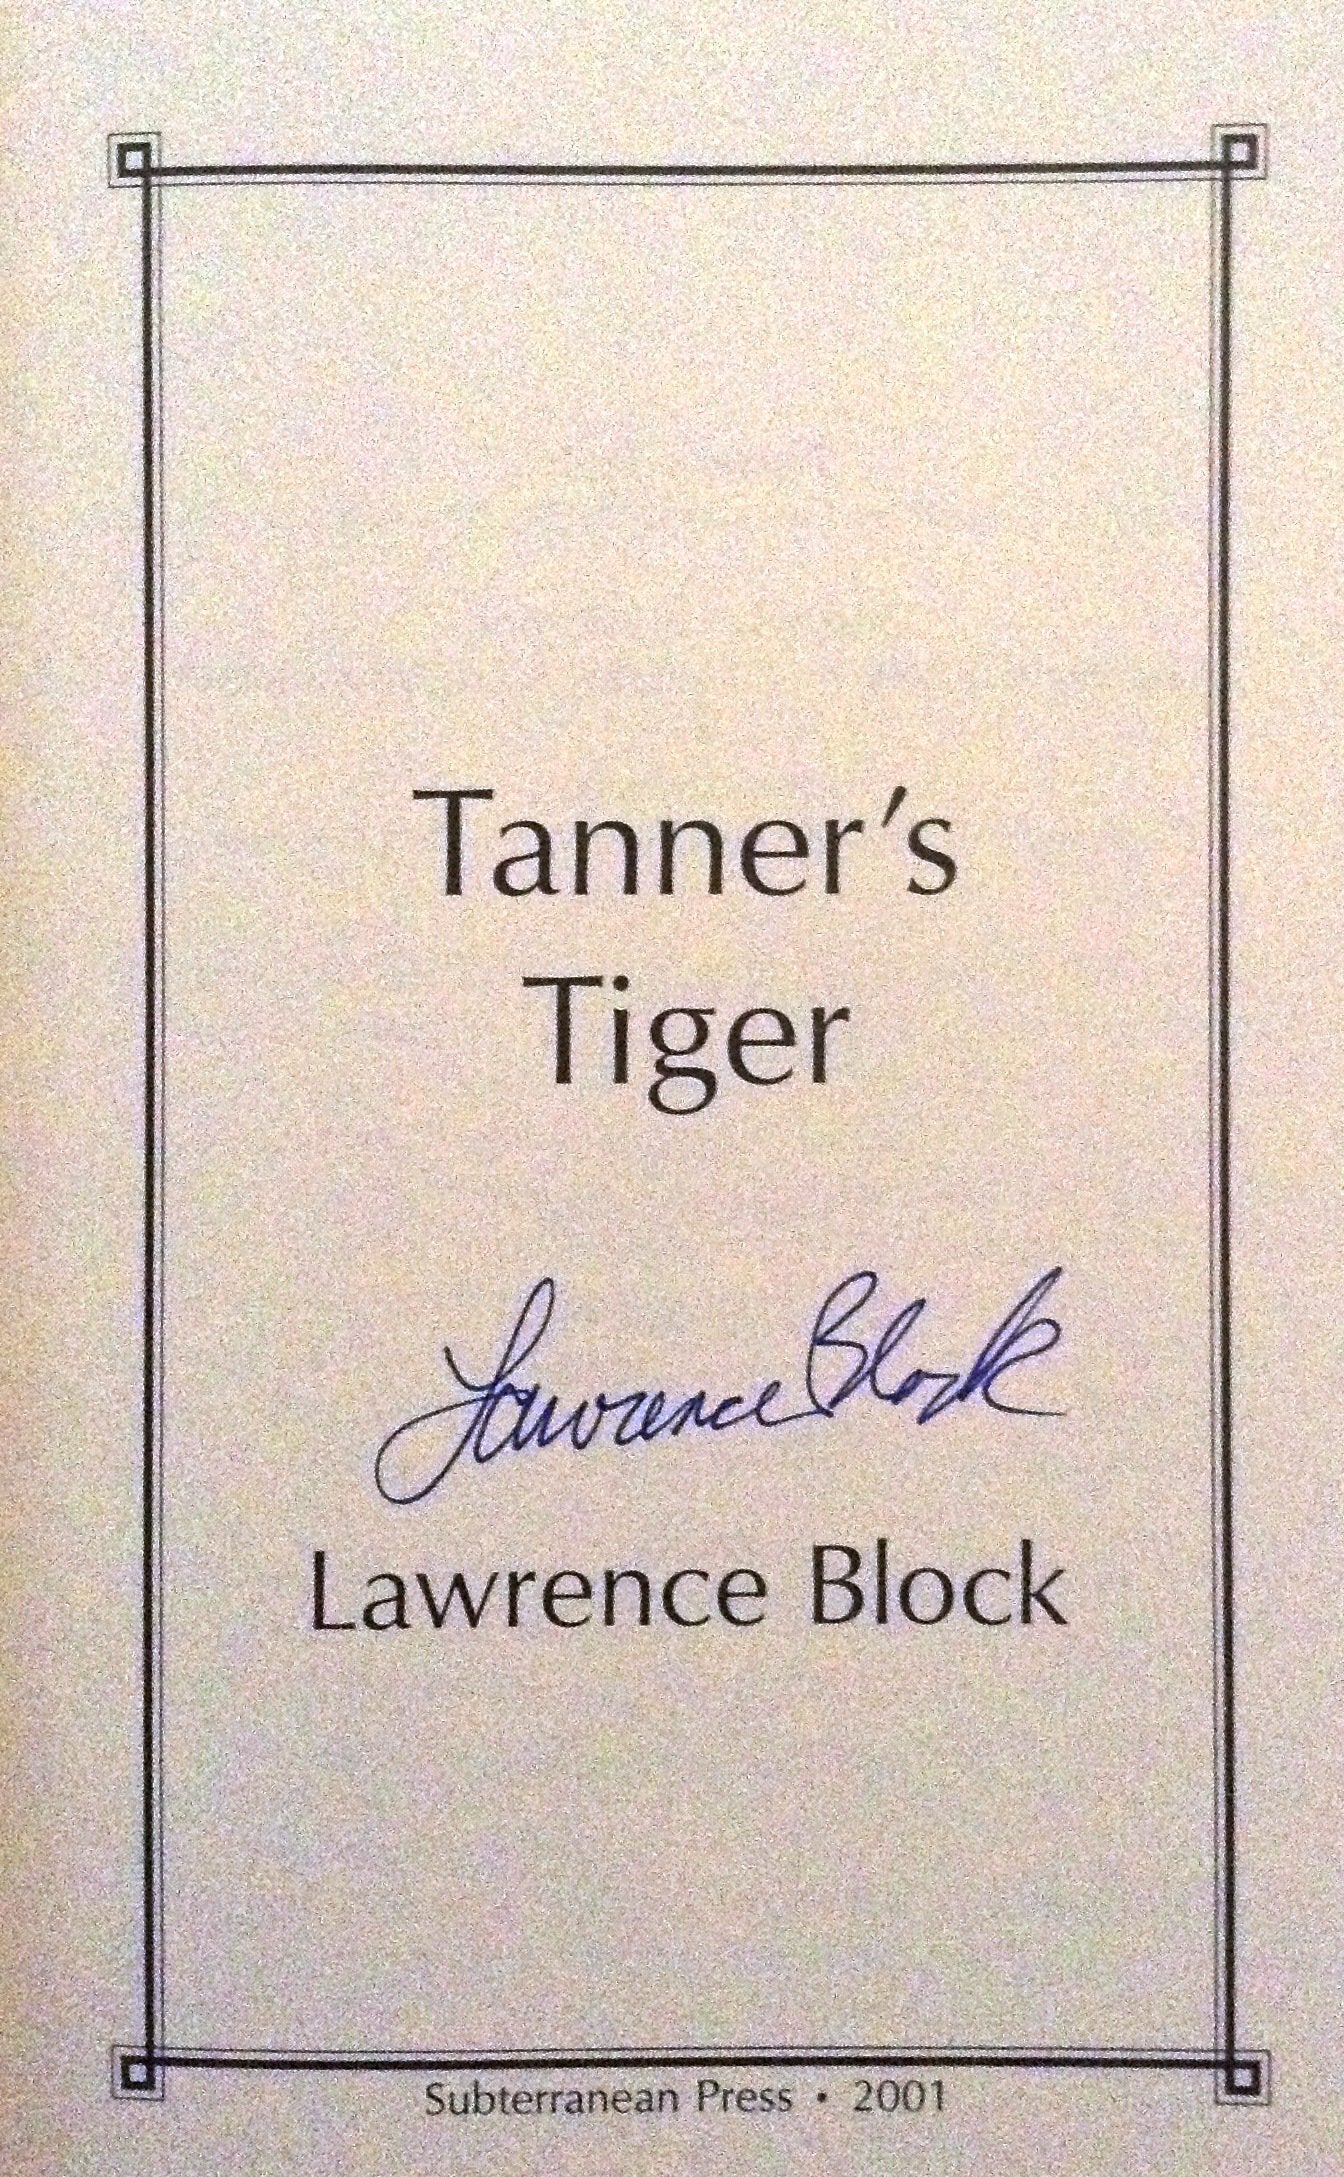 Tanner's
Tiger
Lawrence Block
Lawrence Block
Subterranean Press • 2001